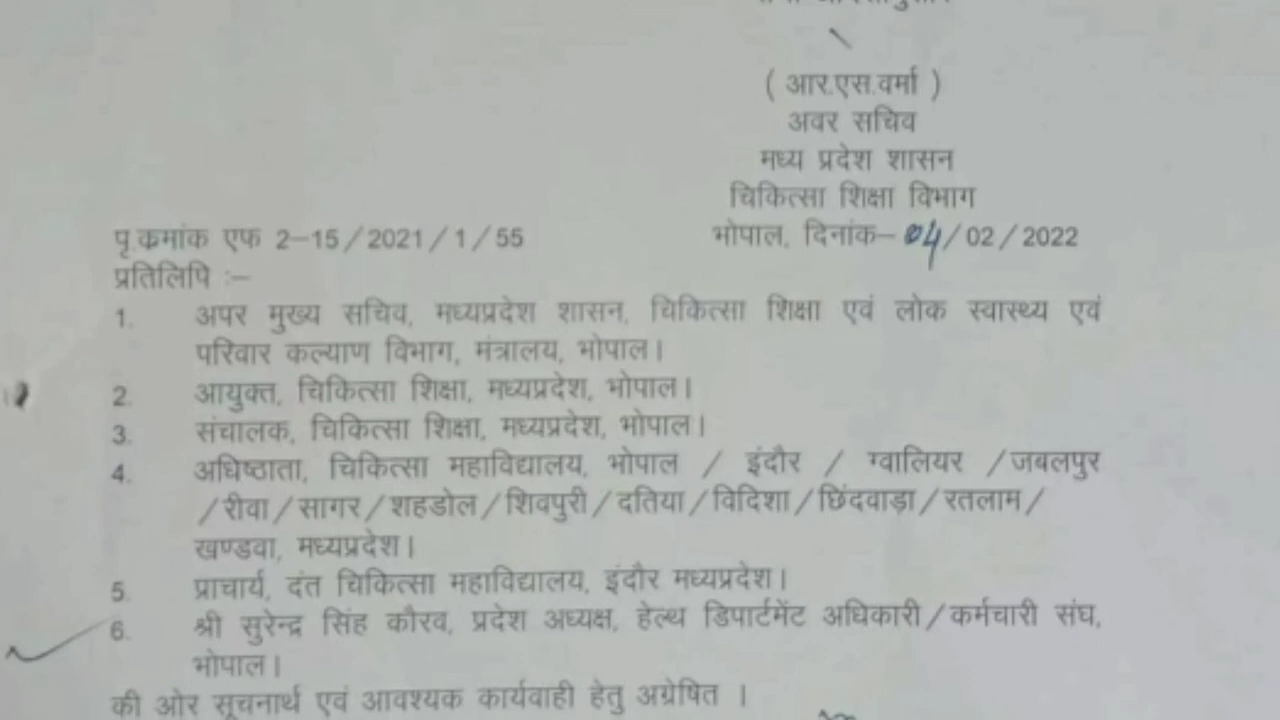 ( आर.एस.वर्मा )
अवर सचिव
मध्य प्रदेश शासन
चिकित्सा शिक्षा विभाग
पृ.कमांक एफ 2–15/2021/1/55 भोपाल, दिनांक– 04/02/2022
प्रतिलिपि :–
1. अपर मुख्य सचिव, मध्यप्रदेश शासन, चिकित्सा शिक्षा एवं लोक स्वास्थ्य एवं
परिवार कल्याण विभाग, मंत्रालय, भोपाल।
2. आयुक्त, चिकित्सा शिक्षा, मध्यप्रदेश, भोपाल।
3. संचालक, चिकित्सा शिक्षा, मध्यप्रदेश, भोपाल।
4. अधिष्ठाता, चिकित्सा महाविद्यालय, भोपाल / इंदौर / ग्वालियर /जबलपुर
/रीवा/सागर/शहडोल/शिवपुरी/दतिया/विदिशा/छिंदवाड़ा/रतलाम/
खण्डवा, मध्यप्रदेश।
5. प्राचार्य, दंत चिकित्सा महाविद्यालय, इंदौर मध्यप्रदेश।
6. श्री सुरेन्द्र सिंह कौरव, प्रदेश अध्यक्ष, हेल्थ डिपार्टमेंट अधिकारी/कर्मचारी संघ,
भोपाल।
की ओर सूचनार्थ एवं आवश्यक कार्यवाही हेतु अग्रेषित ।